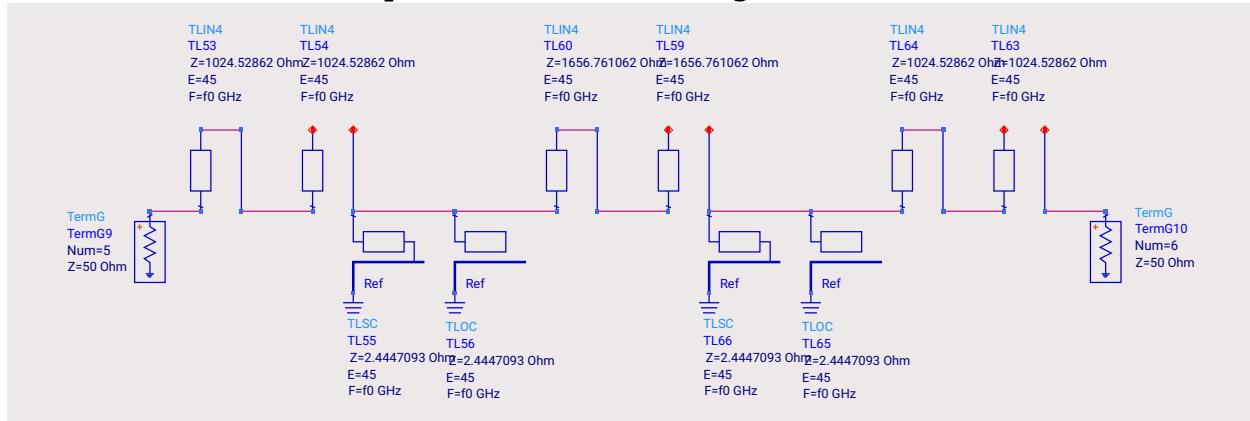 TLIN4
TL53
Z=1024.52862 Ohm
E=45
F=f0 GHz
TLIN4
TL54
Z=1024.52862 Ohm
E=45
F=f0 GHz
TLIN4
TL60
Z=1656.761062 Ohm
E=45
F=f0 GHz
TLIN4
TL59
Z=1656.761062 Ohm
E=45
F=f0 GHz
TLIN4
TL64
Z=1024.52862 Ohm
E=45
F=f0 GHz
TLIN4
TL63
Z=1024.52862 Ohm
E=45
F=f0 GHz
TermG
TermG9
Num=5
Z=50 Ohm
+
Ref
Ref
Ref
Ref
+
TermG
TermG10
Num=6
Z=50 Ohm
TLSC
TL55
Z=2.4447093 Ohm
E=45
F=f0 GHz
TLOC
TL56
Z=2.4447093 Ohm
E=45
F=f0 GHz
TLSC
TL66
Z=2.4447093 Ohm
E=45
F=f0 GHz
TLOC
TL65
Z=2.4447093 Ohm
E=45
F=f0 GHz